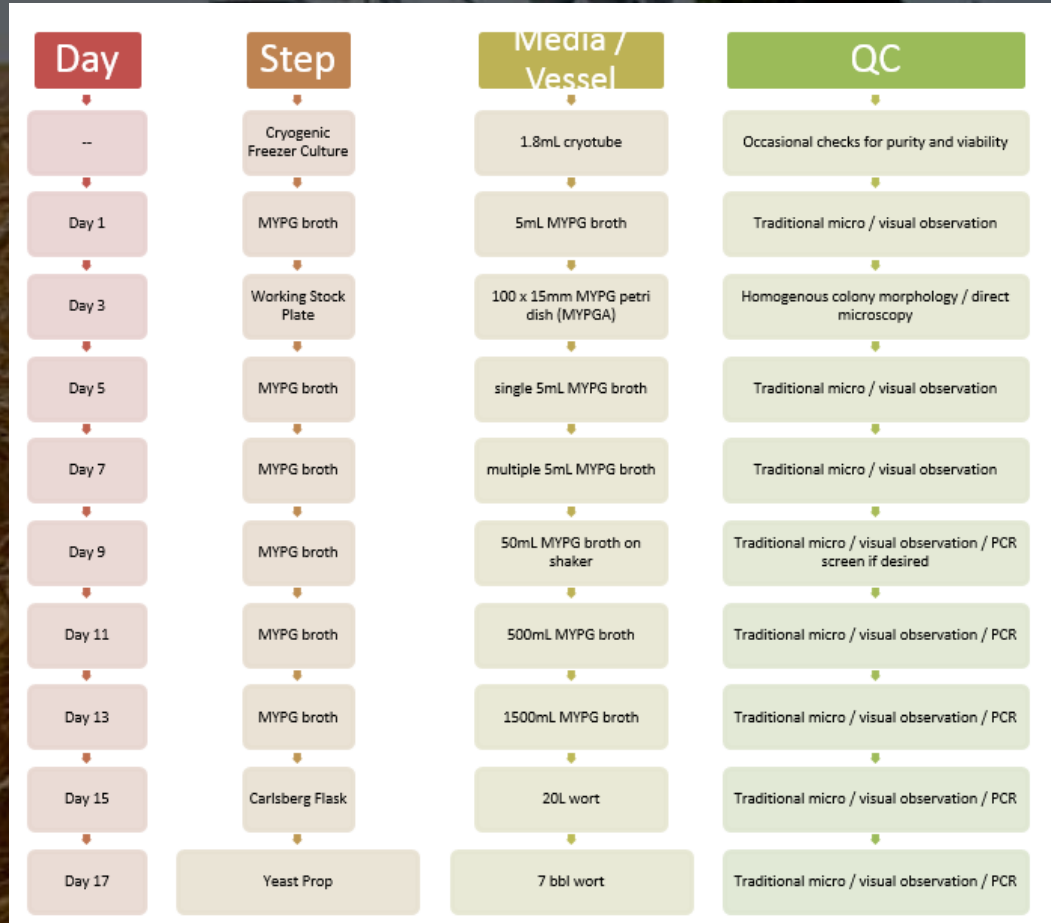 Day
Step
Media /
Vessel
QC
--
Cryogenic
Freezer Culture
1.8mL cryotube
Occasional checks for purity and viability
Day 1
MYPG broth
5mL MYPG broth
Traditional micro / visual observation
Day 3
Working Stock
Plate
100 x 15mm MYPG petri
dish (MYPGA)
Homogenous colony morphology / direct
microscopy
Day 5
MYPG broth
single 5mL MYPG broth
Traditional micro / visual observation
Day 7
MYPG broth
multiple 5mL MYPG broth
Traditional micro / visual observation
Day 9
MYPG broth
50mL MYPG broth on
shaker
Traditional micro / visual observation / PCR
screen if desired
Day 11
MYPG broth
500mL MYPG broth
Traditional micro / visual observation / PCR
Day 13
MYPG broth
1500mL MYPG broth
Traditional micro / visual observation / PCR
Day 15
Carlsberg Flask
20L wort
Traditional micro / visual observation / PCR
Day 17
Yeast Prop
7 bbl wort
Traditional micro / visual observation / PCR